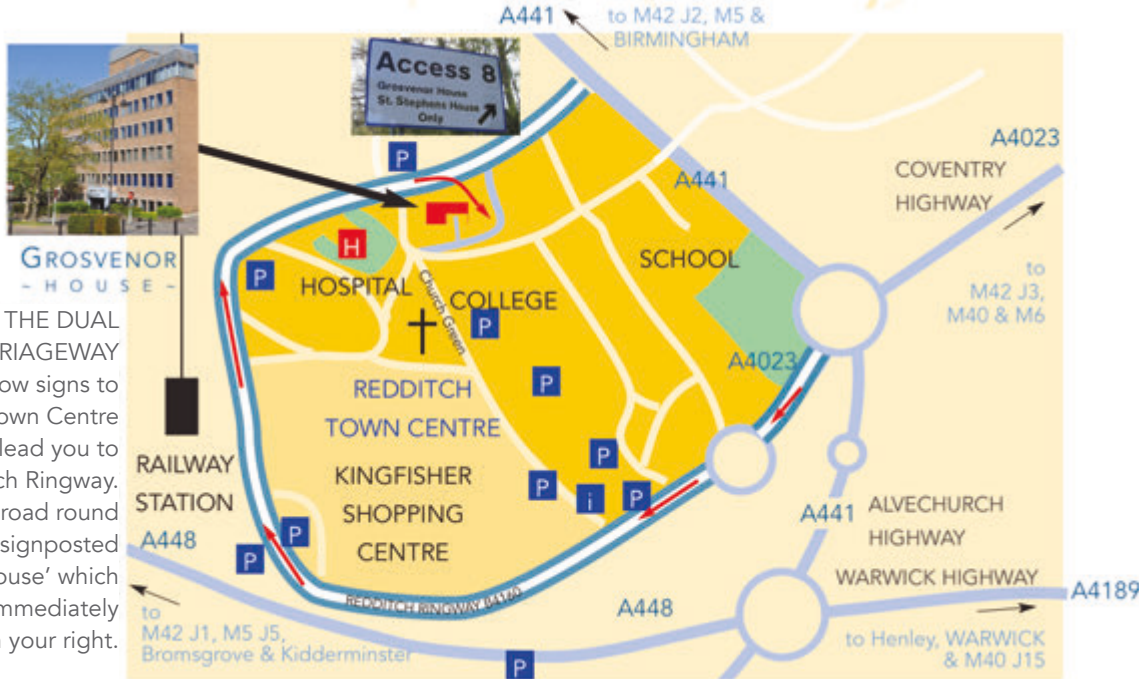 A441
to M42 J2, M5 &
BIRMINGHAM
Access 8
Grosvenor House
St. Stephens House
Only
A4023
COVENTRY
HIGHWAY
A441
GROSVENOR
~ HOUSE ~
H
HOSPITAL
P
P
P
Church Green
COLLEGE
SCHOOL
to
M42 J3,
M40 & M6
THE DUAL
RIAGEWAY
ow signs to
own Centre
lead you to
ch Ringway.
road round
signposted
ouse' which
mmediately
your right.
A4023
REDDITCH
TOWN CENTRE
P
RAILWAY
STATION
KINGFISHER
SHOPPING
CENTRE
P
P
i
P
A441
ALVECHURCH
HIGHWAY
A448
P
P
REDDITCH RINGWAY B4160
A448
WARWICK HIGHWAY
A4189
to
M42 J1, M5 J5,
Bromsgrove & Kidderminster
P
to Henley, WARWICK
& M40 J15